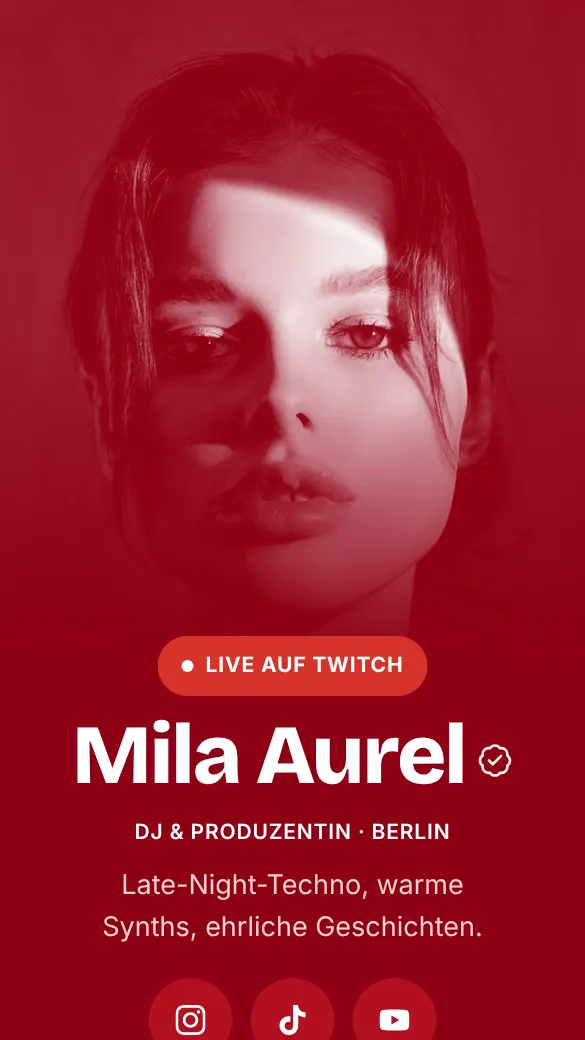 LIVE AUF TWITCH
Mila Aurel
DJ & PRODUZENTIN · BERLIN
Late-Night-Techno, warme
Synths, ehrliche Geschichten.